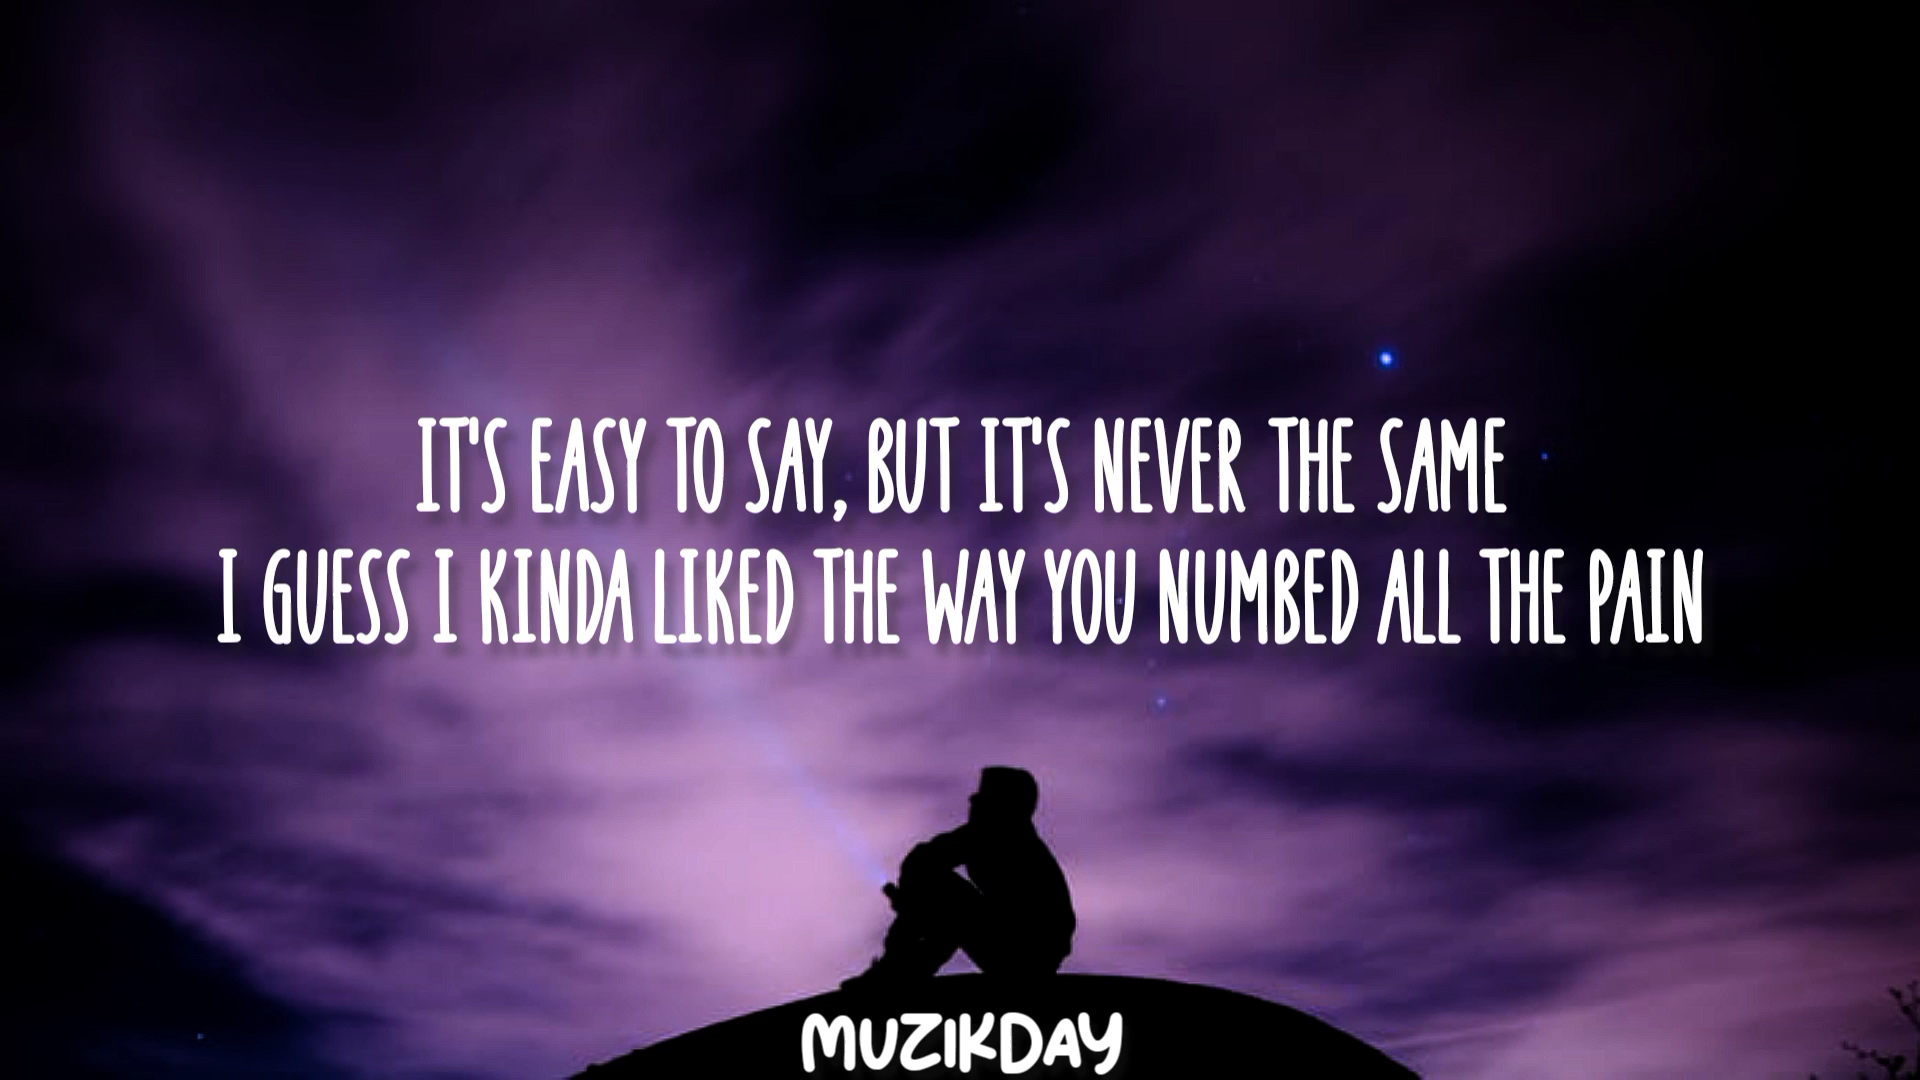 IT'S EASY TO SAY, BUT IT'S NEVER THE SAME
I GUESS I KINDA LIKED THE WAY YOU NUMBED ALL THE PAIN
MUZIKDAY